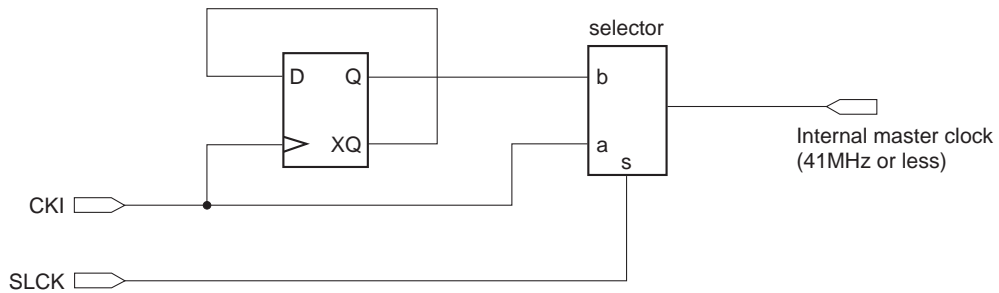 selector
D
Q
b
XQ
a
s
Internal master clock
(41MHz or less)
CKI
SLCK